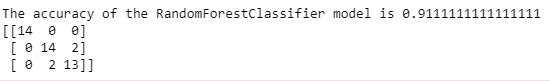 The accuracy of the RandomForestClassifier model is 0.9111111111111111
[[14  0  0]
 [ 0 14  2]
 [ 0  2 13]]